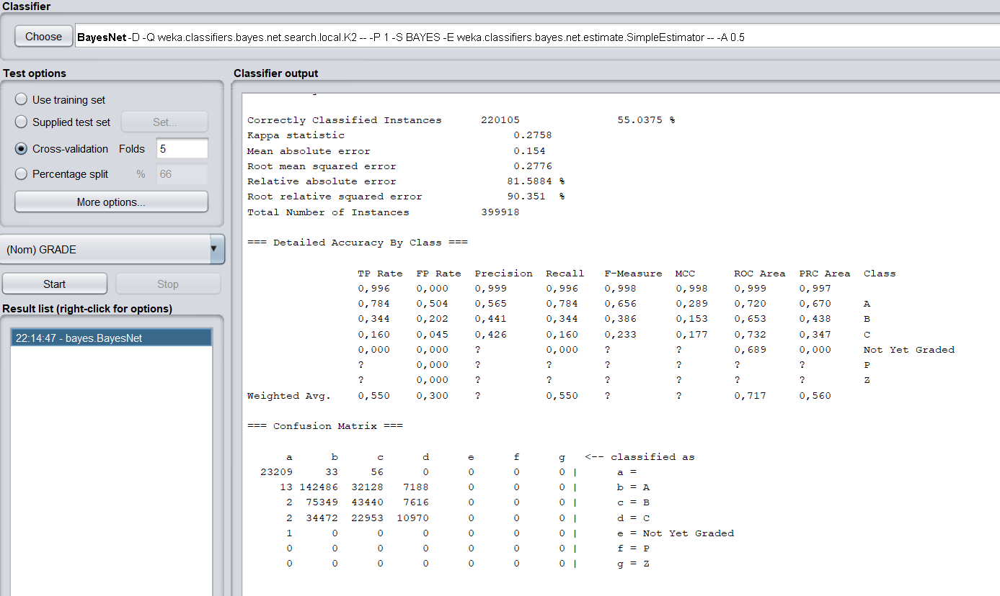 Classifier
Choose BayesNet -D -Q weka.classifiers.bayes.net.search.local.K2 -- -P 1 -S BAYES -E weka.classifiers.bayes.net.estimate.SimpleEstimator -- -A 0.5
Test options
Use training set
Supplied test set Set...
Cross-validation Folds 5
Percentage split % 66
More options...
(Nom) GRADE
Start Stop
Result list (right-click for options)
22:14:47 - bayes.BayesNet
Classifier output
Correctly Classified Instances 220105 55.0375 %
Kappa statistic 0.2758
Mean absolute error 0.154
Root mean squared error 0.2776
Relative absolute error 81.5884 %
Root relative squared error 90.351 %
Total Number of Instances 399918
=== Detailed Accuracy By Class ===
TP Rate FP Rate Precision Recall F-Measure MCC ROC Area PRC Area Class
0,996 0,000 0,999 0,996 0,998 0,998 0,999 0,997
0,784 0,504 0,565 0,784 0,656 0,289 0,720 0,670 A
0,344 0,202 0,441 0,344 0,386 0,153 0,653 0,438 B
0,160 0,045 0,426 0,160 0,233 0,177 0,732 0,347 C
0,000 0,000 ? 0,000 ? ? 0,689 0,000 Not Yet Graded
? 0,000 ? ? ? ? ? ? P
? 0,000 ? ? ? ? ? ? Z
Weighted Avg. 0,550 0,300 ? 0,550 ? ? 0,717 0,560
=== Confusion Matrix ===
a b c d e f g <-- classified as
23209 33 56 0 0 0 0 | a =
13 142486 32128 7188 0 0 0 | b = A
2 75349 43440 7616 0 0 0 | c = B
2 34472 22953 10970 0 0 0 | d = C
1 0 0 0 0 0 0 | e = Not Yet Graded
0 0 0 0 0 0 0 | f = P
0 0 0 0 0 0 0 | g = Z